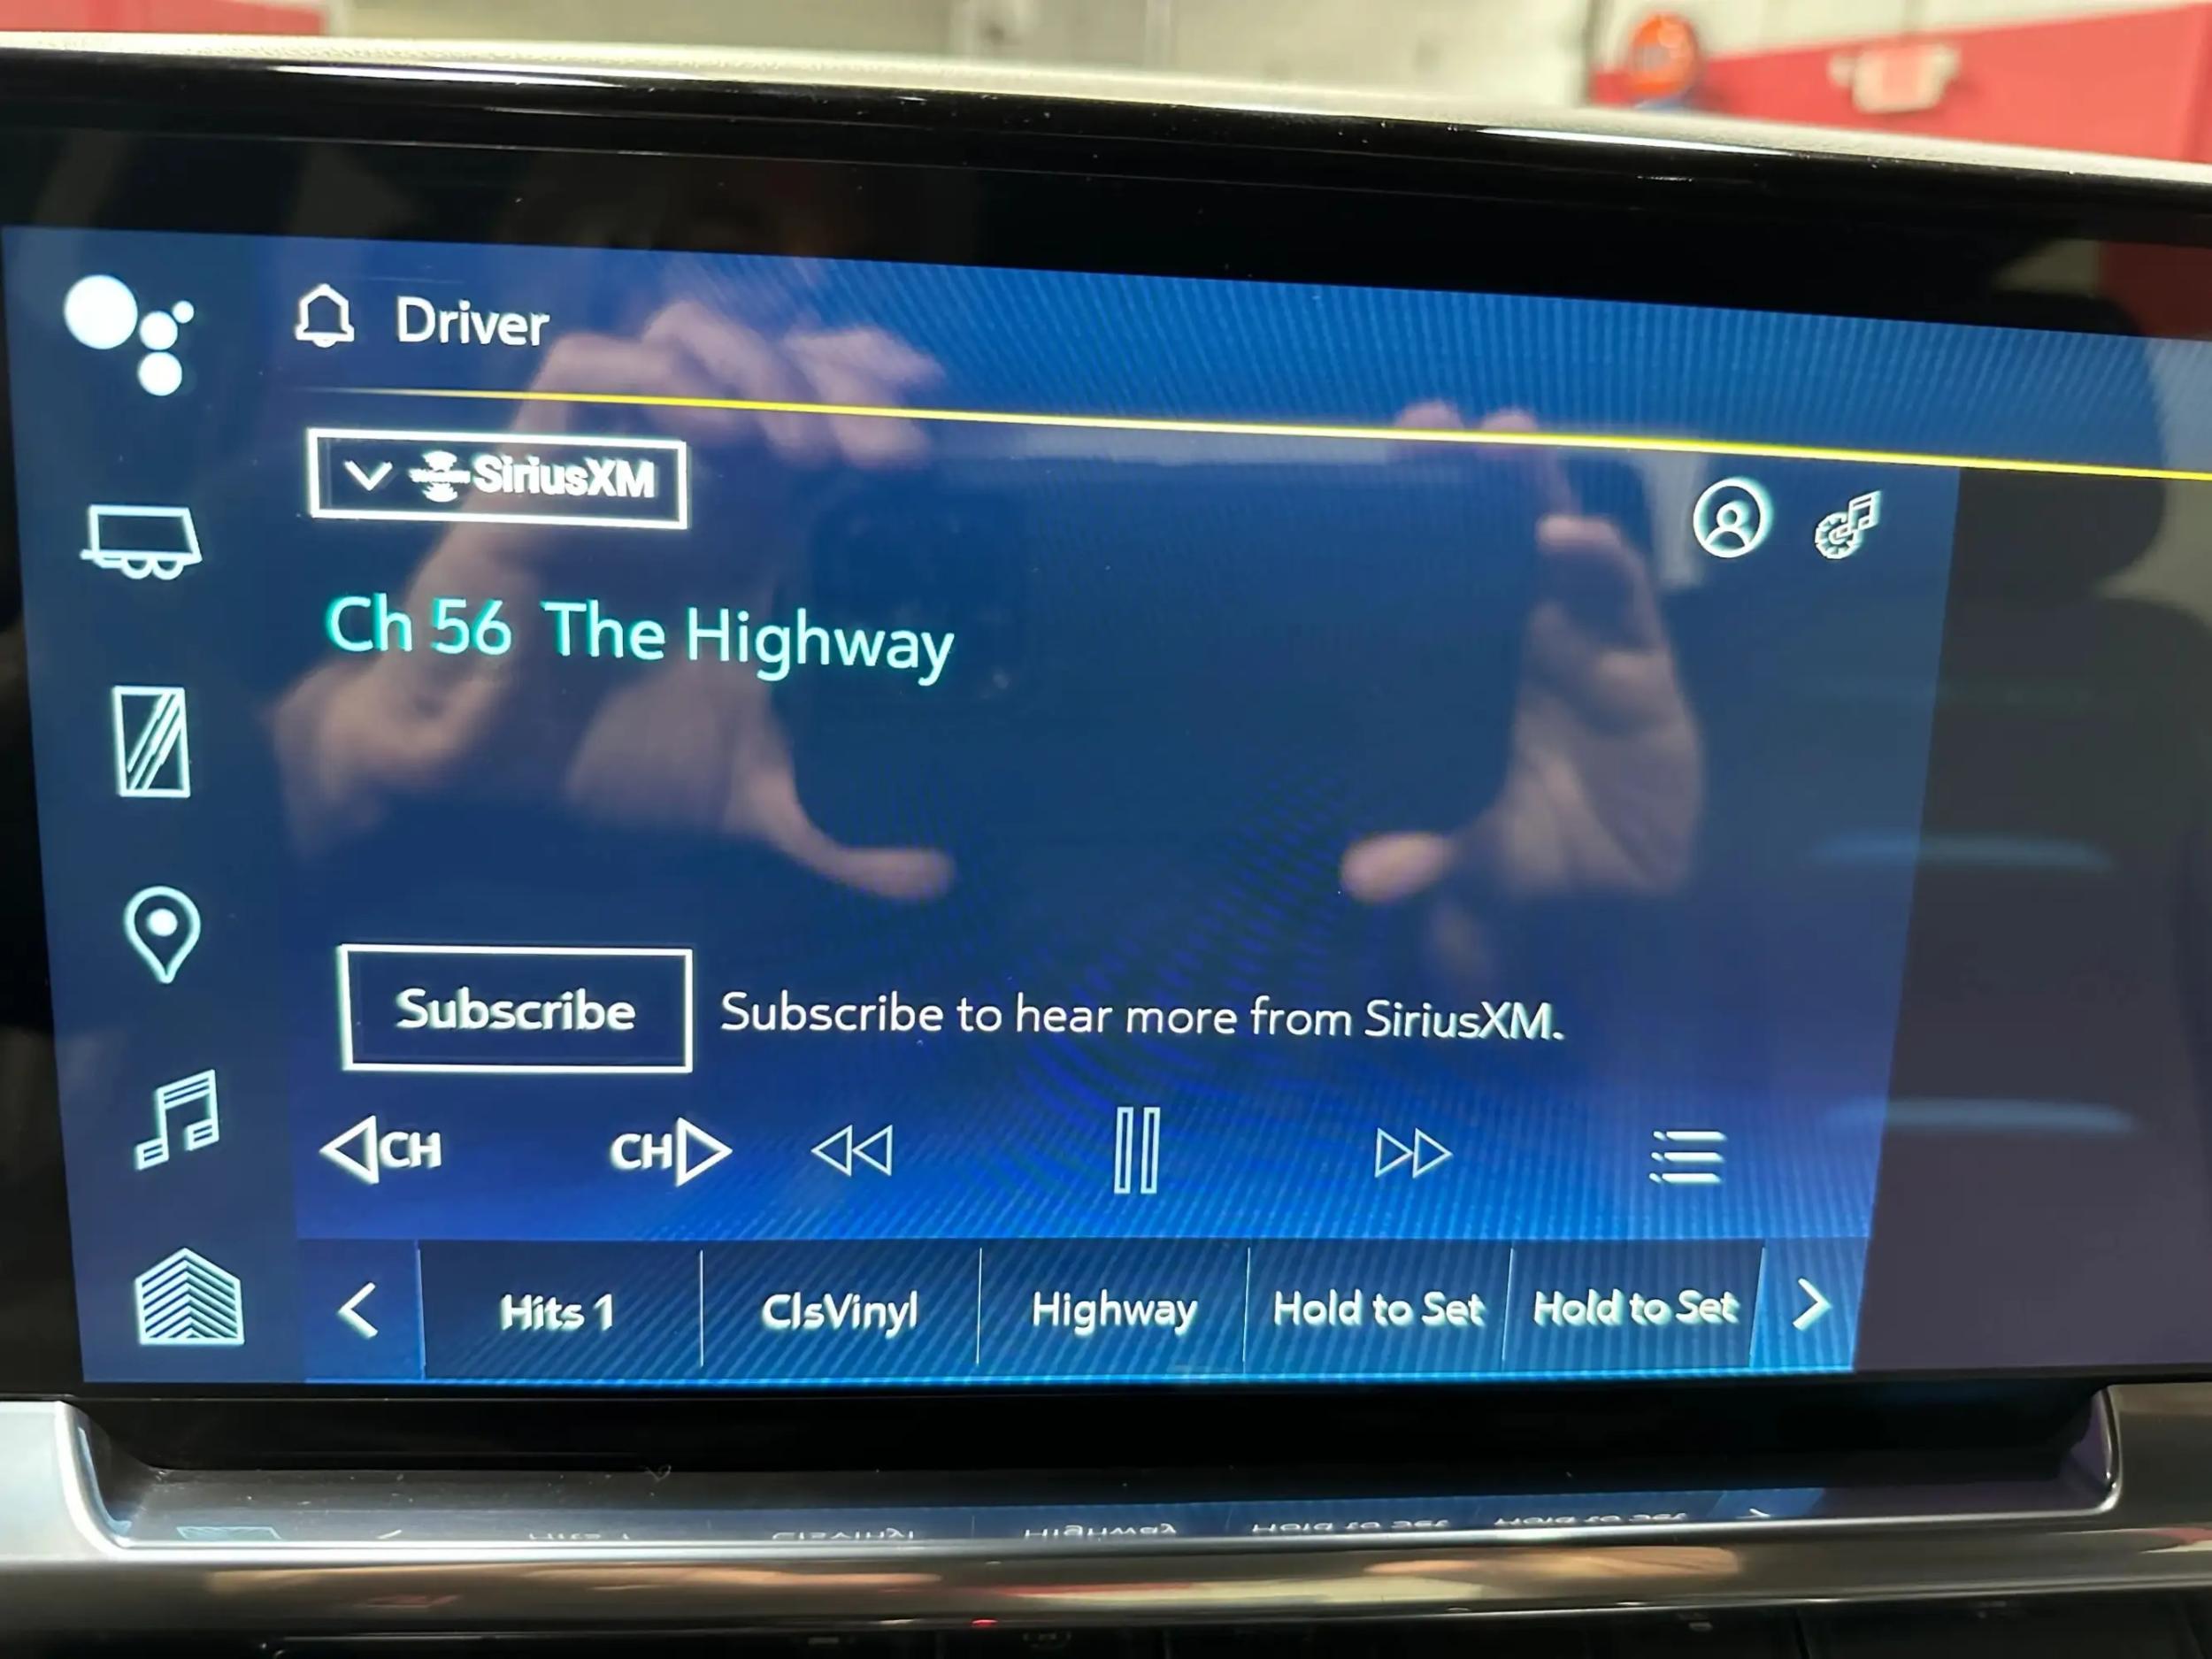 Driver
SiriusXM
Ch 56 The Highway
Subscribe Subscribe to hear more from SiriusXM.
CH CH
Hits 1 ClsVinyl Highway Hold to Set Hold to Set